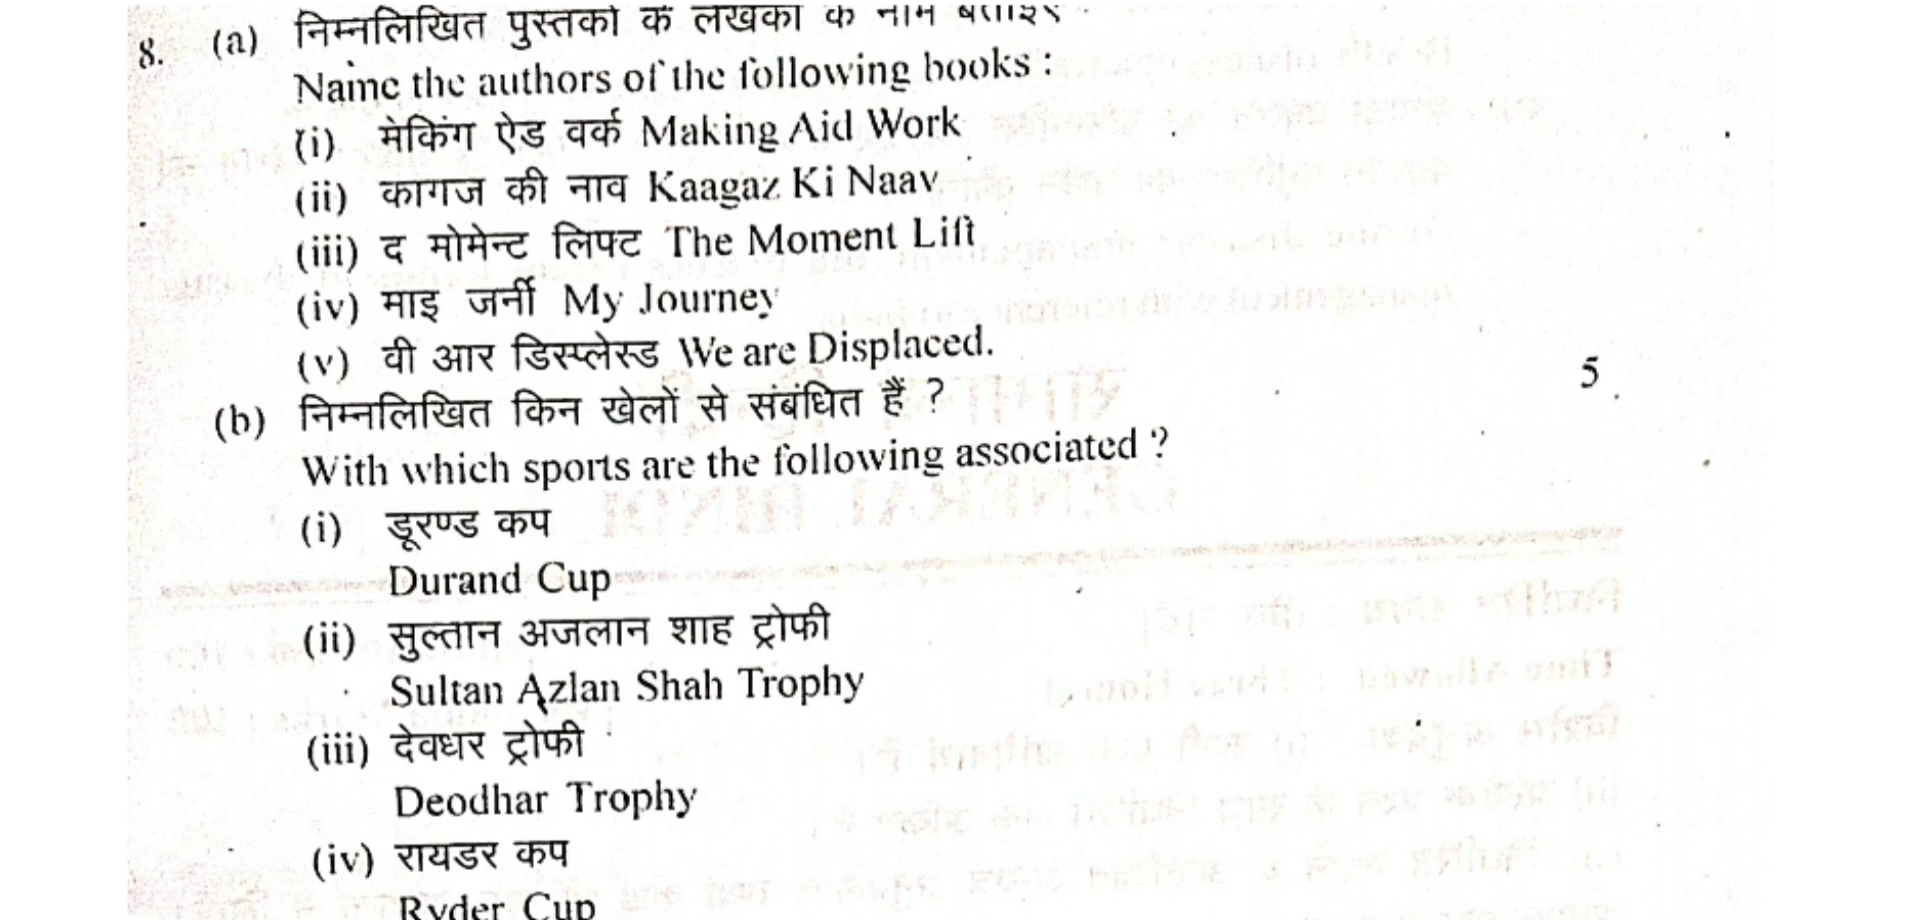 8. (a) निम्नलिखित पुस्तकों के लेखकों के नाम बताइए
Name the authors of the following books :
(i) मेकिंग ऐड वर्क Making Aid Work
(ii) कागज की नाव Kaagaz Ki Naav
(iii) द मोमेन्ट लिफ्ट The Moment Lift
(iv) माइ जर्नी My Journey
(v) वी आर डिस्प्लेस्ड We are Displaced.
5
(b) निम्नलिखित किन खेलों से संबंधित हैं ?
With which sports are the following associated ?
(i) डूरण्ड कप
Durand Cup
(ii) सुल्तान अजलान शाह ट्रोफी
Sultan Azlan Shah Trophy
(iii) देवधर ट्रोफी
Deodhar Trophy
(iv) रायडर कप
Ryder Cup